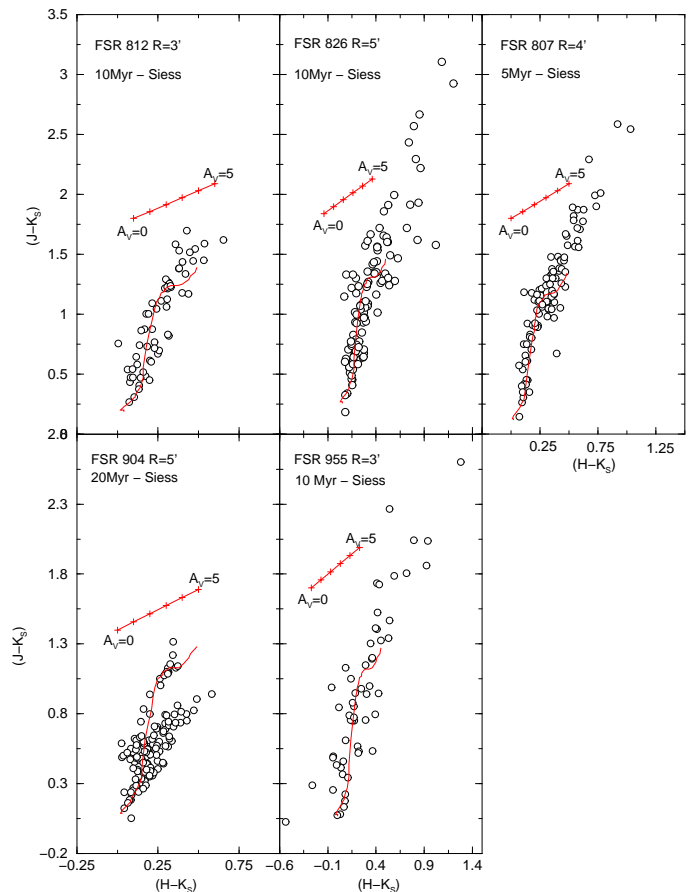 3.5
3
2.5
2
1.5
1
0.5
0
(J−K_S)
FSR 812 R=3'
10Myr − Siess
A_V=5
A_V=0
FSR 826 R=5'
10Myr − Siess
A_V=5
A_V=0
FSR 807 R=4'
5Myr − Siess
A_V=5
A_V=0
0.25 0.75 1.25
(H−K_S)
2.3
1.8
1.3
0.8
0.3
−0.2
(J−K_S)
FSR 904 R=5'
20Myr − Siess
A_V=5
A_V=0
FSR 955 R=3'
10 Myr − Siess
A_V=5
A_V=0
−0.25 0.25 0.75
(H−K_S)
−0.6 −0.1 0.4 0.9 1.4
(H−K_S)